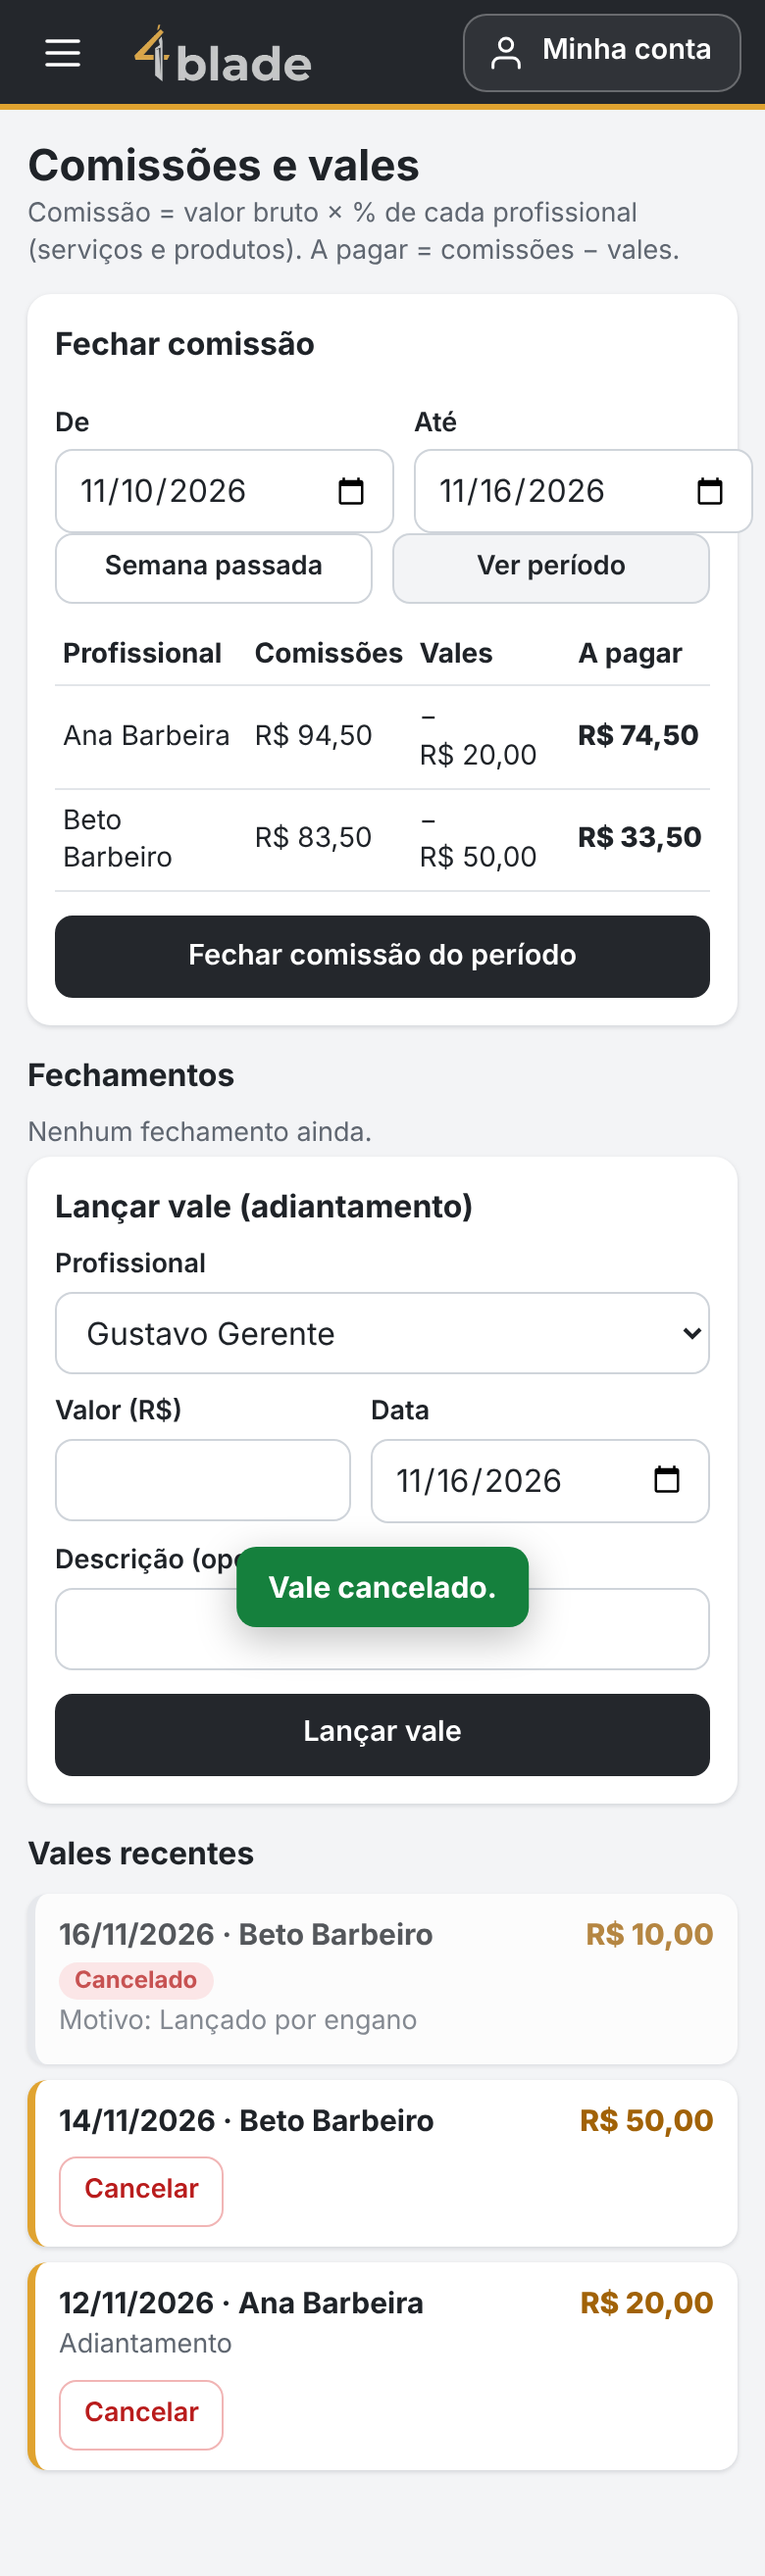 4blade
Minha conta
Comissões e vales
Comissão = valor bruto × % de cada profissional
(serviços e produtos). A pagar = comissões − vales.
Fechar comissão
De
Até
11/10/2026
11/16/2026
Semana passada
Ver período
Profissional Comissões Vales A pagar
Ana Barbeira R$ 94,50 − R$ 20,00 R$ 74,50
Beto Barbeiro R$ 83,50 − R$ 50,00 R$ 33,50
Fechar comissão do período
Fechamentos
Nenhum fechamento ainda.
Lançar vale (adiantamento)
Profissional
Gustavo Gerente
Valor (R$)
Data
11/16/2026
Descrição
Vale cancelado.
Lançar vale
Vales recentes
16/11/2026 · Beto Barbeiro R$ 10,00
Cancelado
Motivo: Lançado por engano
14/11/2026 · Beto Barbeiro R$ 50,00
Cancelar
12/11/2026 · Ana Barbeira R$ 20,00
Adiantamento
Cancelar